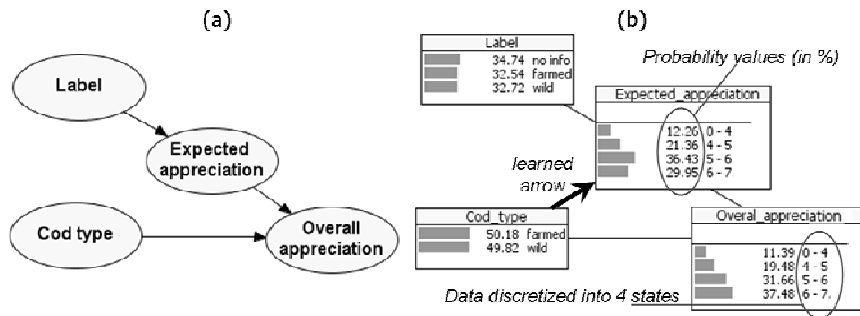 (a)
Label
Expected
appreciation
Cod type
Overall
appreciation
(b)
Label
34.74 no info
32.54 farmed
32.72 wild
Probability values (in %)
Expected_appreciation
12.26 0 - 4
21.36 4 - 5
36.43 5 - 6
29.95 6 - 7
learned
arrow
Cod_type
50.18 farmed
49.82 wild
Overal_appreciation
11.39 0 - 4
19.48 4 - 5
31.66 5 - 6
37.48 6 - 7.
Data discretized into 4 states